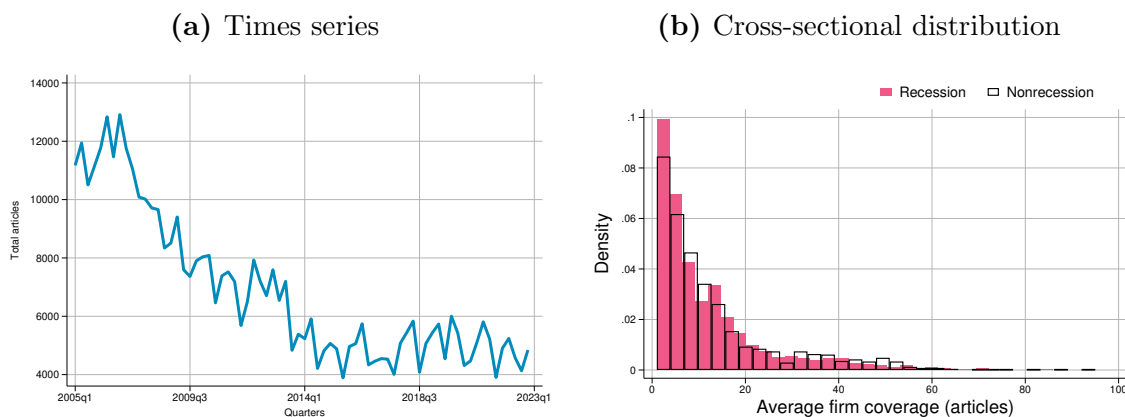 (a) Times series
14000
12000
10000
8000
6000
4000
Total articles
2005q1 2009q3 2014q1 2018q3 2023q1
Quarters
(b) Cross-sectional distribution
Recession Nonrecession
.1
.08
.06
.04
.02
0
Density
0 20 40 60 80 100
Average firm coverage (articles)